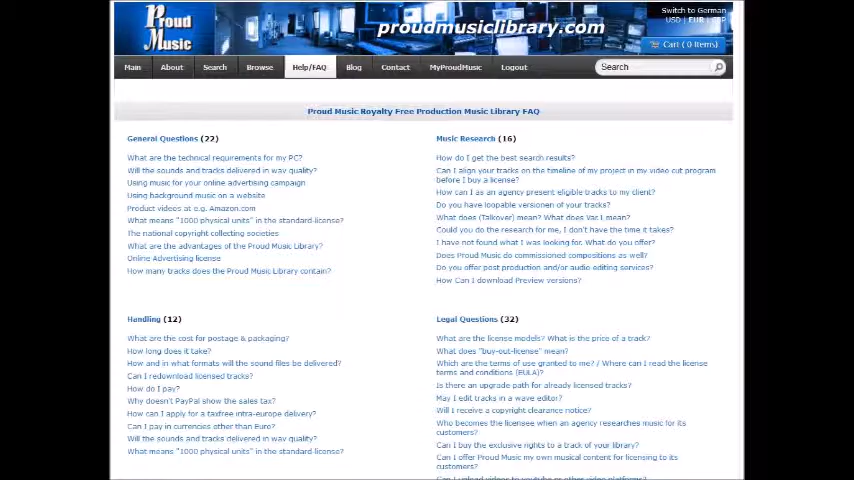 Proud
Music
proudmusiclibrary.com
Switch to German
USD | EUR | GBP
Cart ( 0 Items)
Main About Search Browse Help/FAQ Blog Contact MyProudMusic Logout Search
Proud Music Royalty Free Production Music Library FAQ
General Questions (22)
What are the technical requirements for my PC?
Will the sounds and tracks delivered in wav quality?
Using music for your online advertising campaign
Using background music on a website
Product videos at e.g. Amazon.com
What means "1000 physical units" in the standard-license?
The national copyright collecting societies
What are the advantages of the Proud Music Library?
Online Advertising license
How many tracks does the Proud Music Library contain?
Music Research (16)
How do I get the best search results?
Can I align your tracks on the timeline of my project in my video cut program
before I buy a license?
How can I as an agency present eligible tracks to my client?
Do you have loopable versionen of your tracks?
What does (Talkover) mean? What does Var.1 mean?
Could you do the research for me, I don't have the time it takes?
I have not found what I was looking for. What do you offer?
Does Proud Music do commissioned compositions as well?
Do you offer post production and/or audio editing services?
How Can I download Preview versions?
Handling (12)
What are the cost for postage & packaging?
How long does it take?
How and in what formats will the sound files be delivered?
Can I redownload licensed tracks?
How do I pay?
Why doesn't PayPal show the sales tax?
How can I apply for a taxfree intra-europe delivery?
Can I pay in currencies other than Euro?
Will the sounds and tracks delivered in wav quality?
What means "1000 physical units" in the standard-license?
Legal Questions (32)
What are the license models? What is the price of a track?
What does "buy-out-license" mean?
Which are the terms of use granted to me? / Where can I read the license
terms and conditions (EULA)?
Is there an upgrade path for already licensed tracks?
May I edit tracks in a wave editor?
Will I receive a copyright clearance notice?
Who becomes the licensee when an agency researches music for its
customers?
Can I buy the exclusive rights to a track of your library?
Can I offer Proud Music my own musical content for licensing to its
customers?
Can I upload videos to youtube or other video platforms?